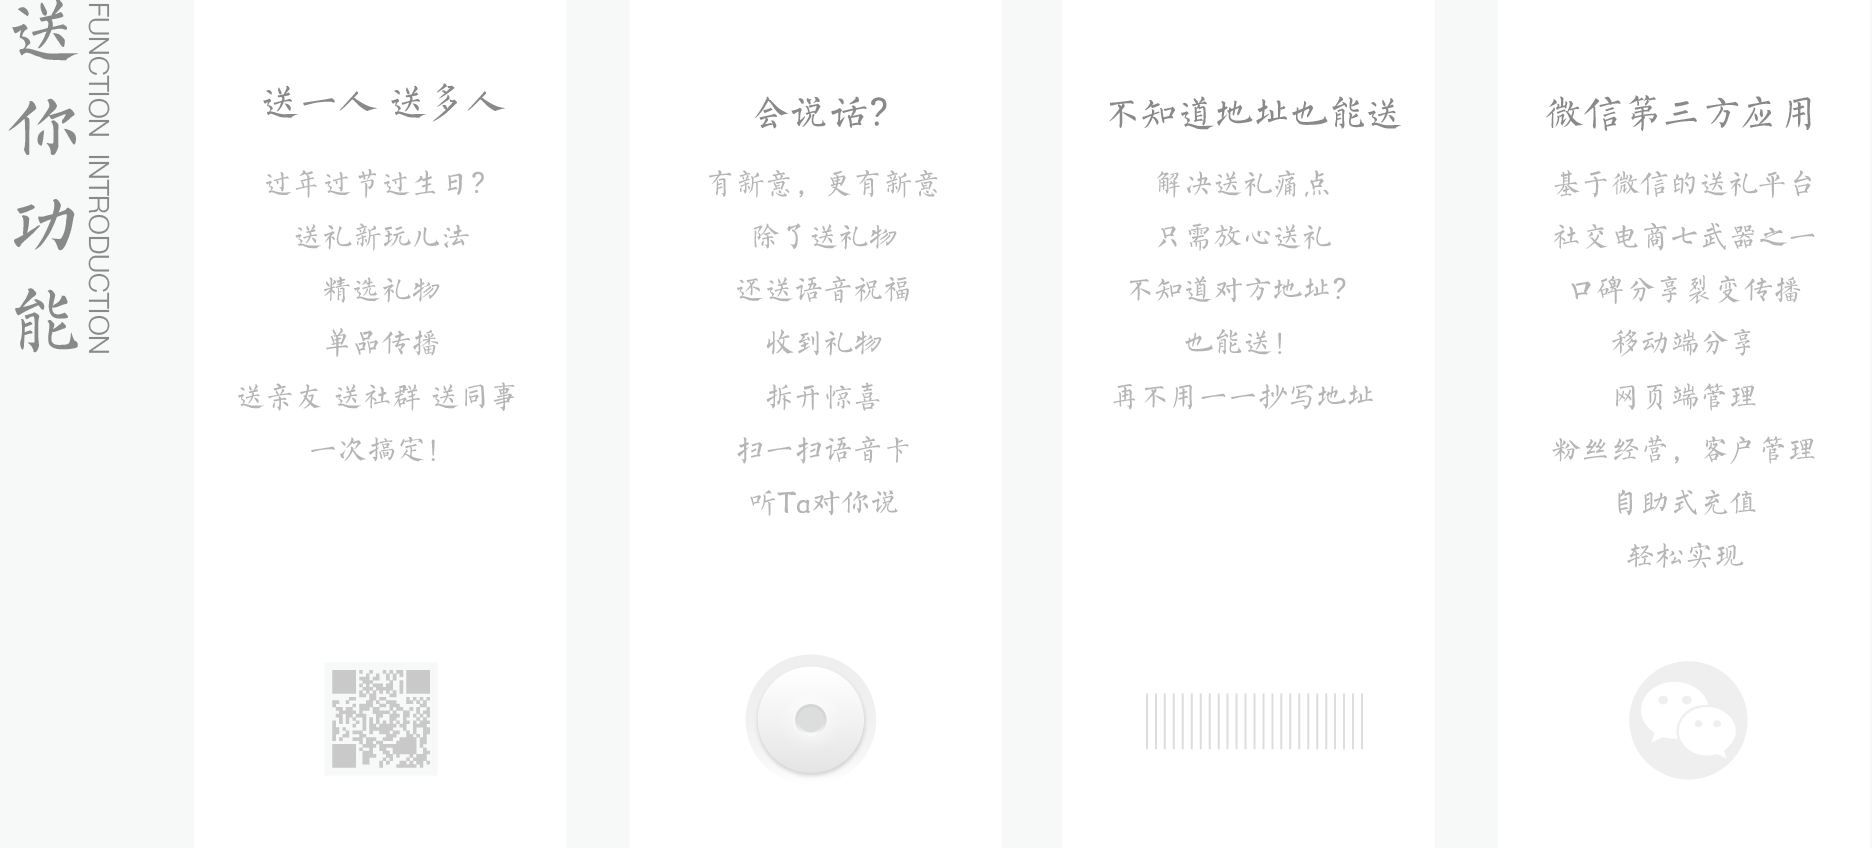 送你功能
FUNCTION INTRODUCTION
送一人 送多人
过年过节过生日?
送礼新玩儿法
精选礼物
单品传播
送亲友 送社群 送同事
一次搞定!
会说话?
有新意，更有新意
除了送礼物
还送语音祝福
收到礼物
拆开惊喜
扫一扫语音卡
听Ta对你说
不知道地址也能送
解决送礼痛点
只需放心送礼
不知道对方地址?
也能送!
再不用一一抄写地址
微信第三方应用
基于微信的送礼平台
社交电商七武器之一
口碑分享裂变传播
移动端分享
网页端管理
粉丝经营，客户管理
自助式充值
轻松实现